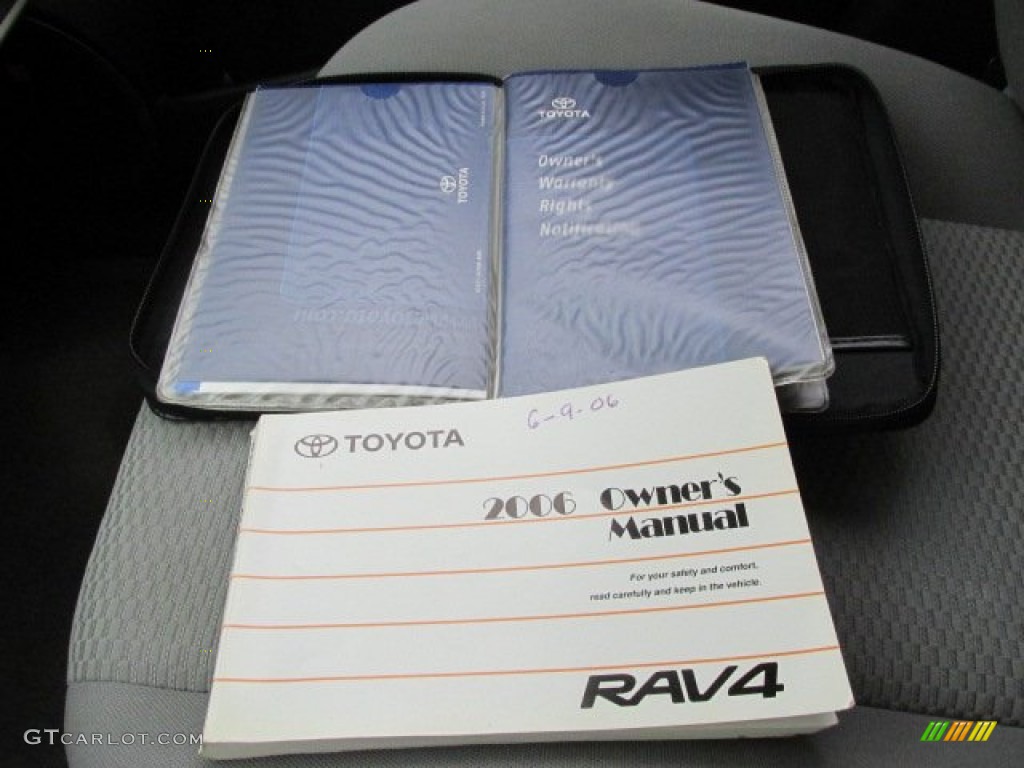 TOYOTA
TOYOTA
Owner's
Warranty
Rights
Notification
6-9-06
TOYOTA
2006 Owner's
Manual
For your safety and comfort,
read carefully and keep in the vehicle.
RAV4
GTCARLOT.COM